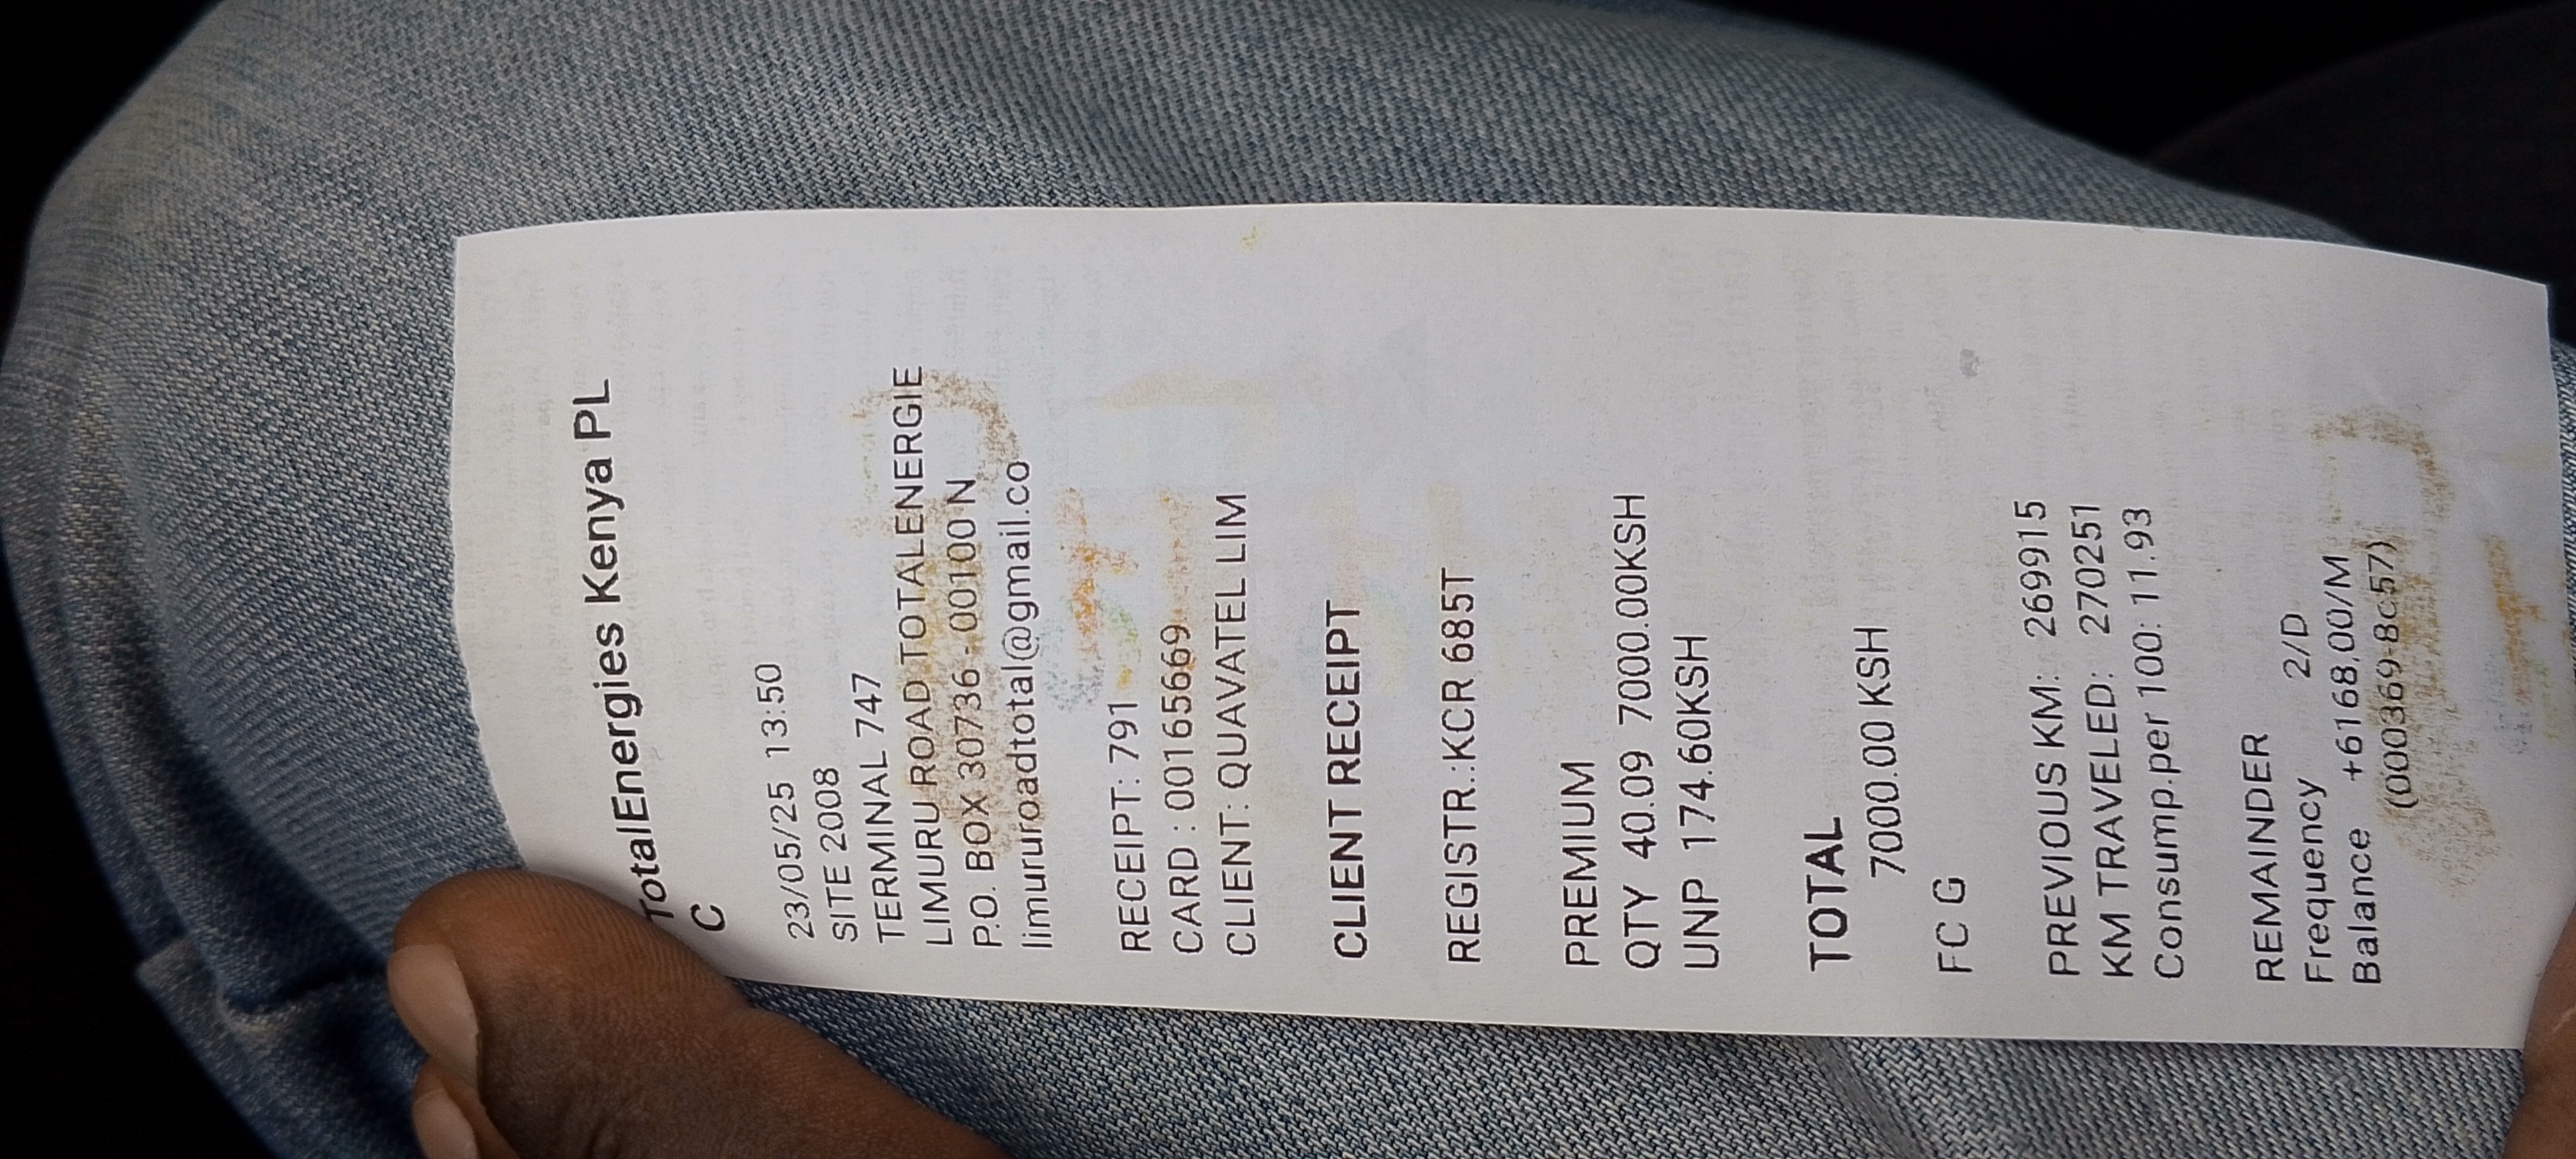 TotalEnergies Kenya PL
C
23/05/25 13:50
SITE 2008
TERMINAL 747
LIMURU ROAD TOTALENERGIE
P.O. BOX 30736 - 00100 N
limururoadtotal@gmail.co
RECEIPT: 791
CARD : 00165669
CLIENT: QUAVATEL LIM
CLIENT RECEIPT
REGISTR.:KCR 685T
PREMIUM
QTY 40.09 7000.00KSH
UNP 174.60KSH
TOTAL
7000.00 KSH
FC G
PREVIOUS KM: 269915
KM TRAVELED: 270251
Consump.per 100: 11.93
REMAINDER
Frequency 2/D
Balance +6168.00/M
(000369-8c57)